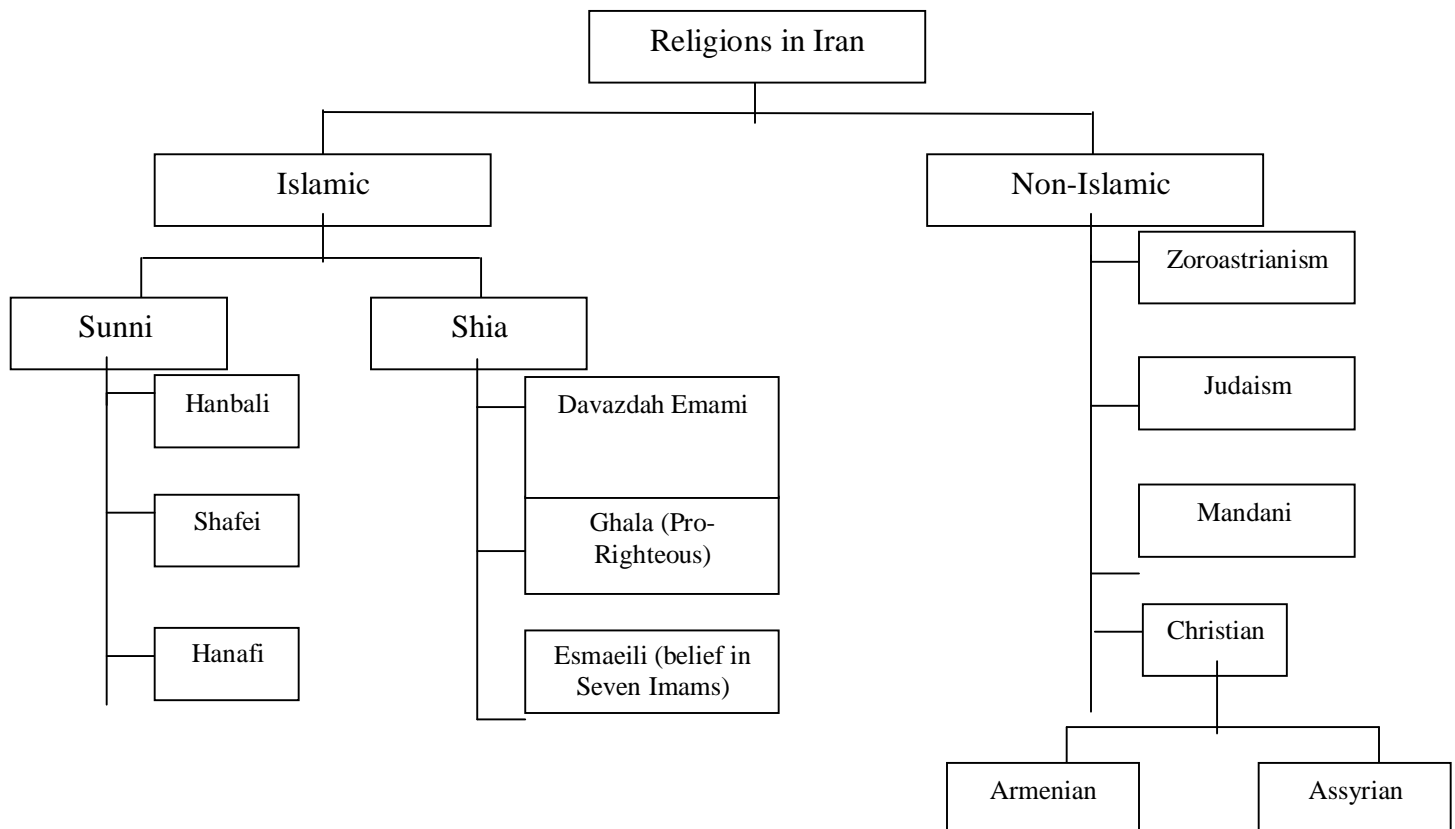 Religions in Iran
Islamic
Non-Islamic
Sunni
Shia
Hanbali
Shafei
Hanafi
Davazdah Emami
Ghala (Pro-
Righteous)
Esmaeili (belief in
Seven Imams)
Zoroastrianism
Judaism
Mandani
Christian
Armenian
Assyrian